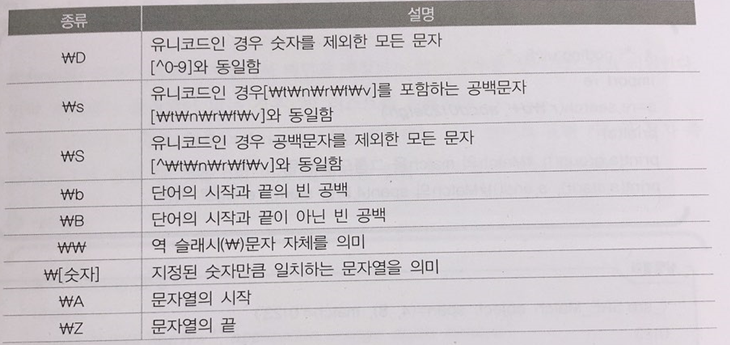 종류 설명
₩D 유니코드인 경우 숫자를 제외한 모든 문자
[^0-9]와 동일함
₩s 유니코드인 경우[₩t₩n₩r₩f₩v]를 포함하는 공백문자
[₩t₩n₩r₩f₩v]와 동일함
₩S 유니코드인 경우 공백문자를 제외한 모든 문자
[^₩t₩n₩r₩f₩v]와 동일함
₩b 단어의 시작과 끝의 빈 공백
₩B 단어의 시작과 끝이 아닌 빈 공백
₩₩ 역 슬래시(₩)문자 자체를 의미
₩[숫자] 지정된 숫자만큼 일치하는 문자열을 의미
₩A 문자열의 시작
₩Z 문자열의 끝